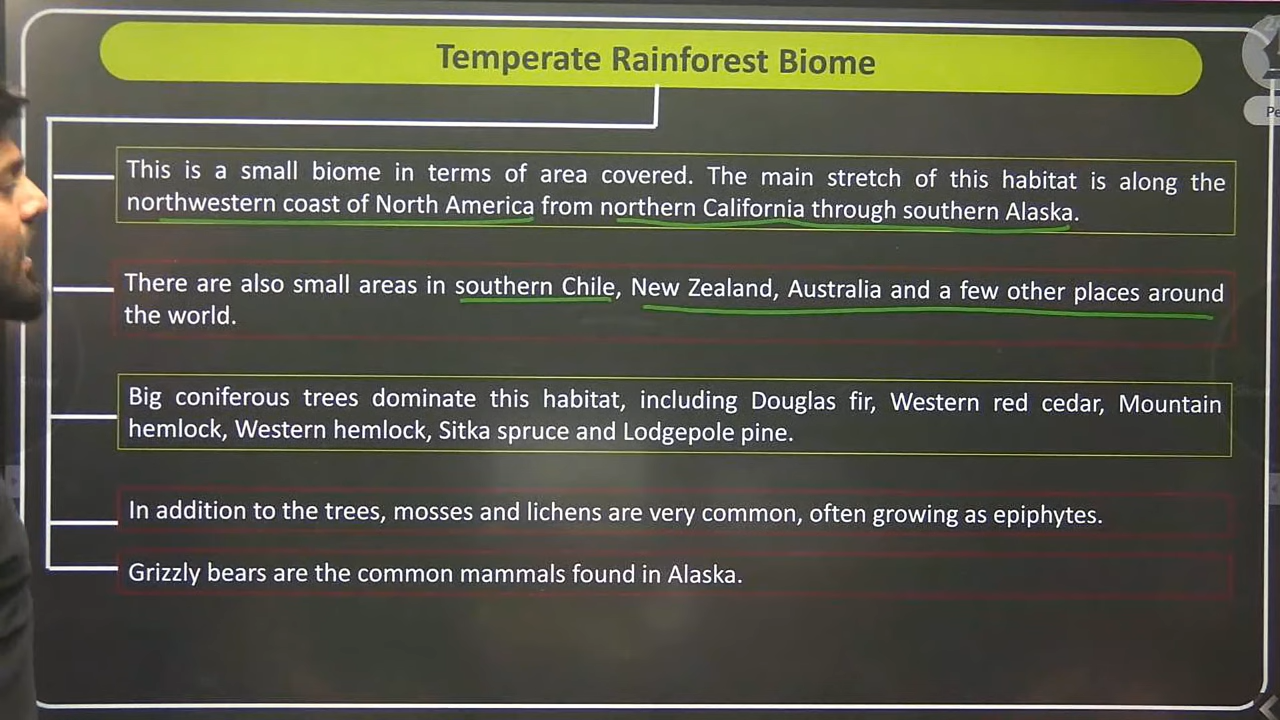 Temperate Rainforest Biome
This is a small biome in terms of area covered. The main stretch of this habitat is along the
northwestern coast of North America from northern California through southern Alaska.
There are also small areas in southern Chile, New Zealand, Australia and a few other places around
the world.
Big coniferous trees dominate this habitat, including Douglas fir, Western red cedar, Mountain
hemlock, Western hemlock, Sitka spruce and Lodgepole pine.
In addition to the trees, mosses and lichens are very common, often growing as epiphytes.
Grizzly bears are the common mammals found in Alaska.